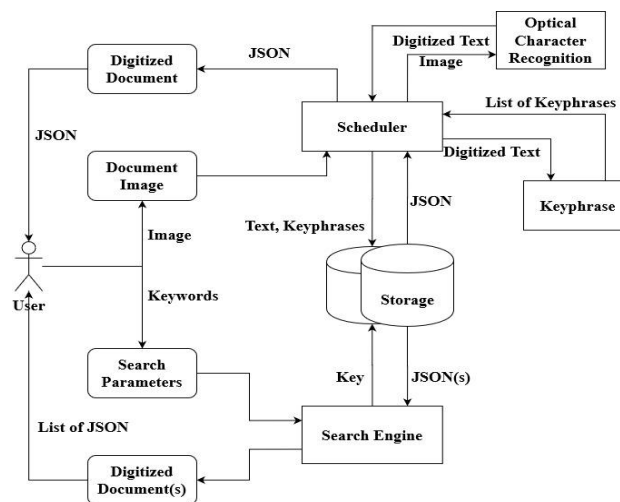 Digitized
Document
JSON
Digitized Text
Image
Optical
Character
Recognition
List of Keyphrases
Scheduler
Digitized Text
JSON
Document
Image
Keyphrase
Image
Text, Keyphrases
JSON
User
Keywords
Storage
Search
Parameters
Key
JSON(s)
List of JSON
Search Engine
Digitized
Document(s)